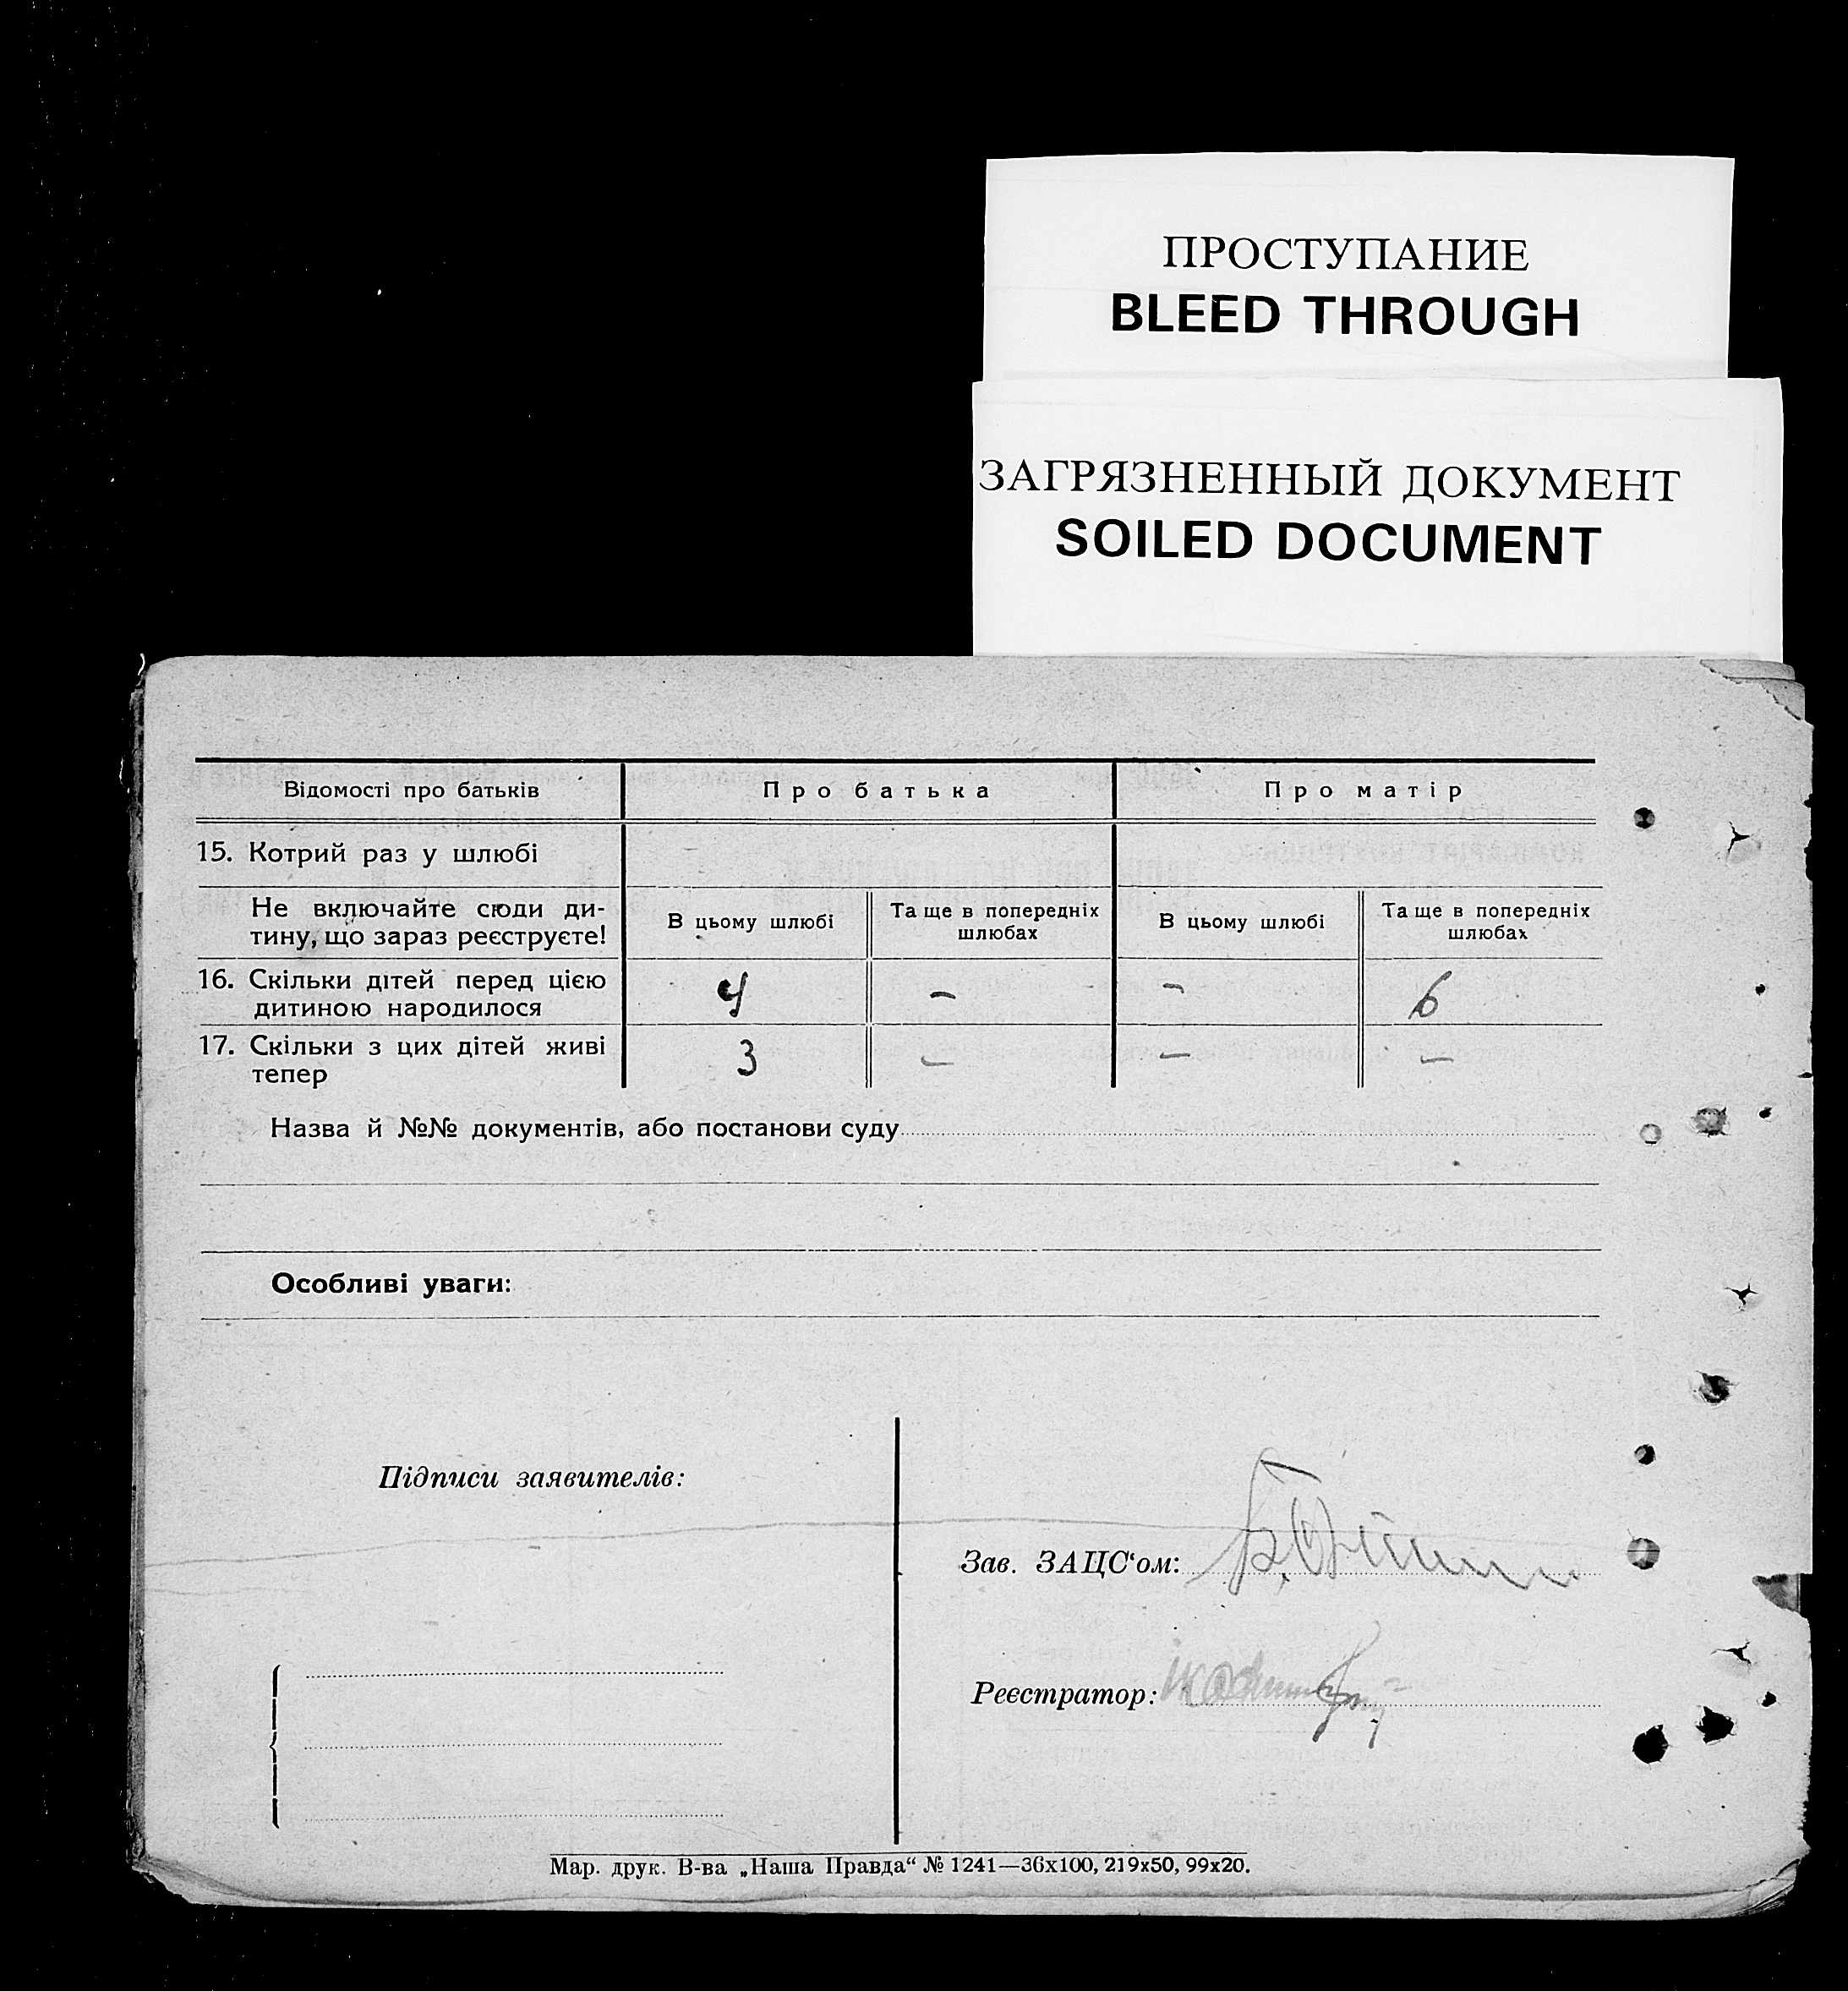 ПРОСТУПАНИЕ
BLEED THROUGH
ЗАГРЯЗНЕННЫЙ ДОКУМЕНТ
SOILED DOCUMENT
Відомості про батьків Про батька Про матір
15. Котрий раз у шлюбі
Не включайте сюди ди-
тину, що зараз реєструєте!
В цьому шлюбі
Та ще в попередніх
шлюбах
В цьому шлюбі
Та ще в попередніх
шлюбах
16. Скільки дітей перед цією
дитиною народилося
4 – – 6
17. Скільки з цих дітей живі
тепер
3 – – –
Назва й №№ документів, або постанови суду
Особливі уваги:
Підписи заявителів:
Зав. ЗАЦС‘ом:
Реєстратор:
Мар. друк. В-ва „Наша Правда“ № 1241—36х100, 219х50, 99х20.